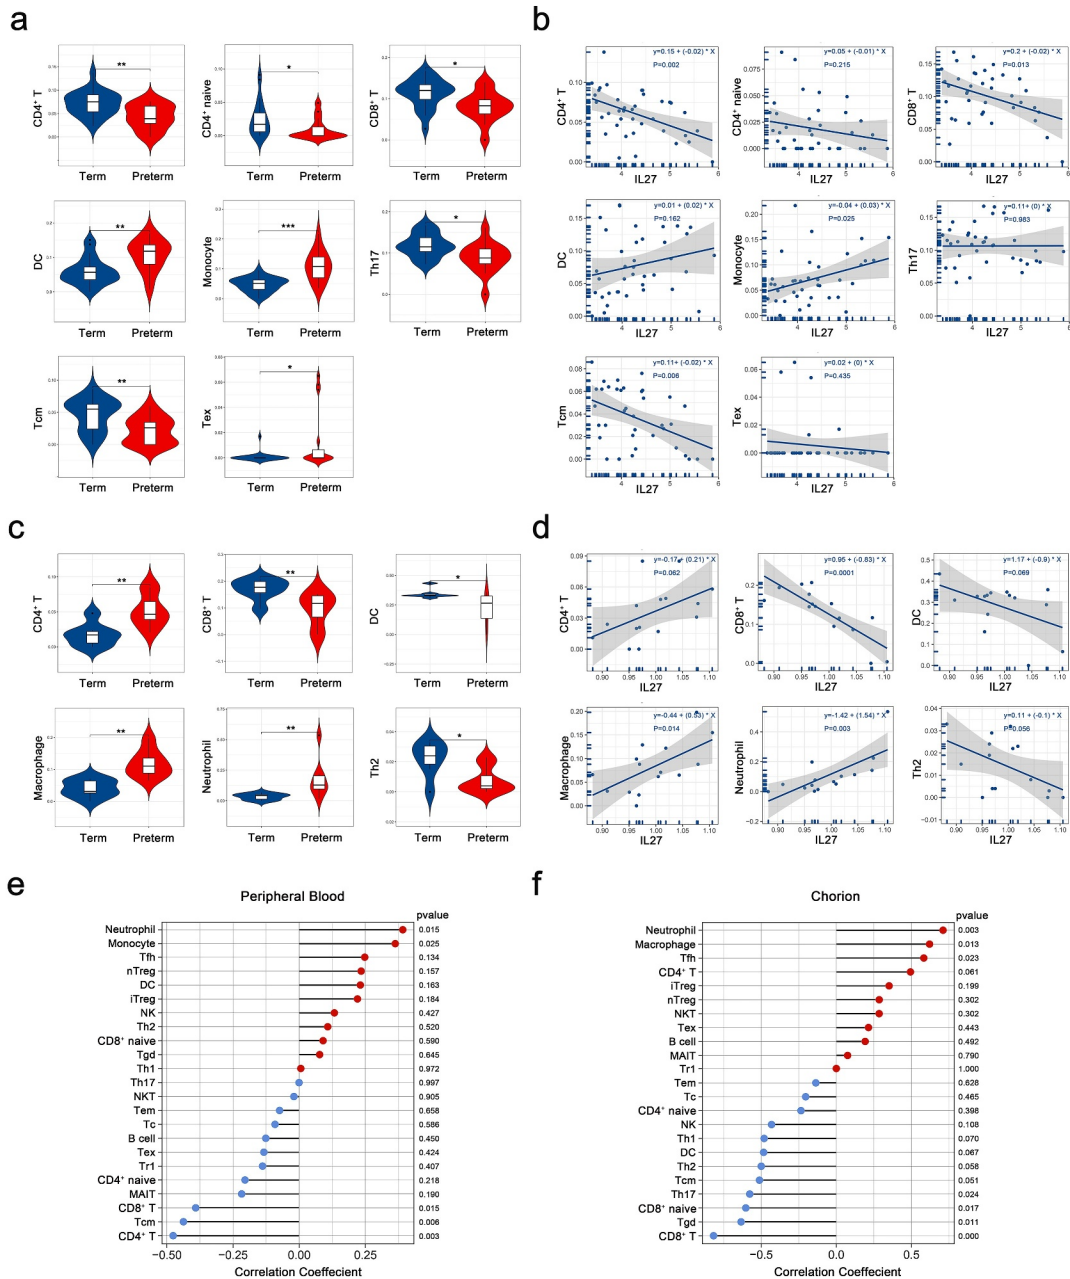 a
b
CD4⁺ T
**
Term
Preterm
CD4⁺ naive
*
Term
Preterm
CD8⁺ T
*
Term
Preterm
CD4⁺ T
y=0.15 + (-0.02) * X
P=0.002
IL27
CD4⁺ naive
y=0.05 + (-0.01) * X
P=0.215
IL27
CD8⁺ T
y=0.2 + (-0.02) * X
P=0.013
IL27
DC
**
Term
Preterm
Monocyte
***
Term
Preterm
Th17
*
Term
Preterm
DC
y=0.01 + (0.02) * X
P=0.162
IL27
Monocyte
y=-0.04 + (0.03) * X
P=0.025
IL27
Th17
y=0.11+ (0) * X
P=0.983
IL27
Tcm
**
Term
Preterm
Tex
*
Term
Preterm
Tcm
y=0.11+ (-0.02) * X
P=0.006
IL27
Tex
y=0.02 + (0) * X
P=0.435
IL27
c
d
CD4⁺ T
**
Term
Preterm
CD8⁺ T
**
Term
Preterm
DC
*
Term
Preterm
CD4⁺ T
y=-0.17+ (0.21) * X
P=0.062
IL27
CD8⁺ T
y=0.95 + (-0.83) * X
P=0.0001
IL27
DC
y=1.17 + (-0.9) * X
P=0.069
IL27
Macrophage
**
Term
Preterm
Neutrophil
**
Term
Preterm
Th2
*
Term
Preterm
Macrophage
y=-0.44 + (0.53) * X
P=0.014
IL27
Neutrophil
y=-1.42 + (1.54) * X
P=0.003
IL27
Th2
y=0.11 + (-0.1) * X
P=0.056
IL27
e
Peripheral Blood
pvalue
Neutrophil 0.015
Monocyte 0.025
Tfh 0.134
nTreg 0.157
DC 0.163
iTreg 0.184
NK 0.427
Th2 0.520
CD8⁺ naive 0.590
Tgd 0.645
Th1 0.972
Th17 0.997
NKT 0.905
Tem 0.658
Tc 0.586
B cell 0.450
Tex 0.424
Tr1 0.407
CD4⁺ naive 0.218
MAIT 0.190
CD8⁺ T 0.015
Tcm 0.006
CD4⁺ T 0.003
−0.50 −0.25 0.00 0.25
Correlation Coeffecient
f
Chorion
pvalue
Neutrophil 0.003
Macrophage 0.013
Tfh 0.023
CD4⁺ T 0.061
iTreg 0.199
nTreg 0.302
NKT 0.302
Tex 0.443
B cell 0.492
MAIT 0.790
Tr1 1.000
Tem 0.628
Tc 0.465
CD4⁺ naive 0.398
NK 0.108
Th1 0.070
DC 0.067
Th2 0.058
Tcm 0.051
Th17 0.024
CD8⁺ naive 0.017
Tgd 0.011
CD8⁺ T 0.000
−0.5 0.0 0.5
Correlation Coeffecient